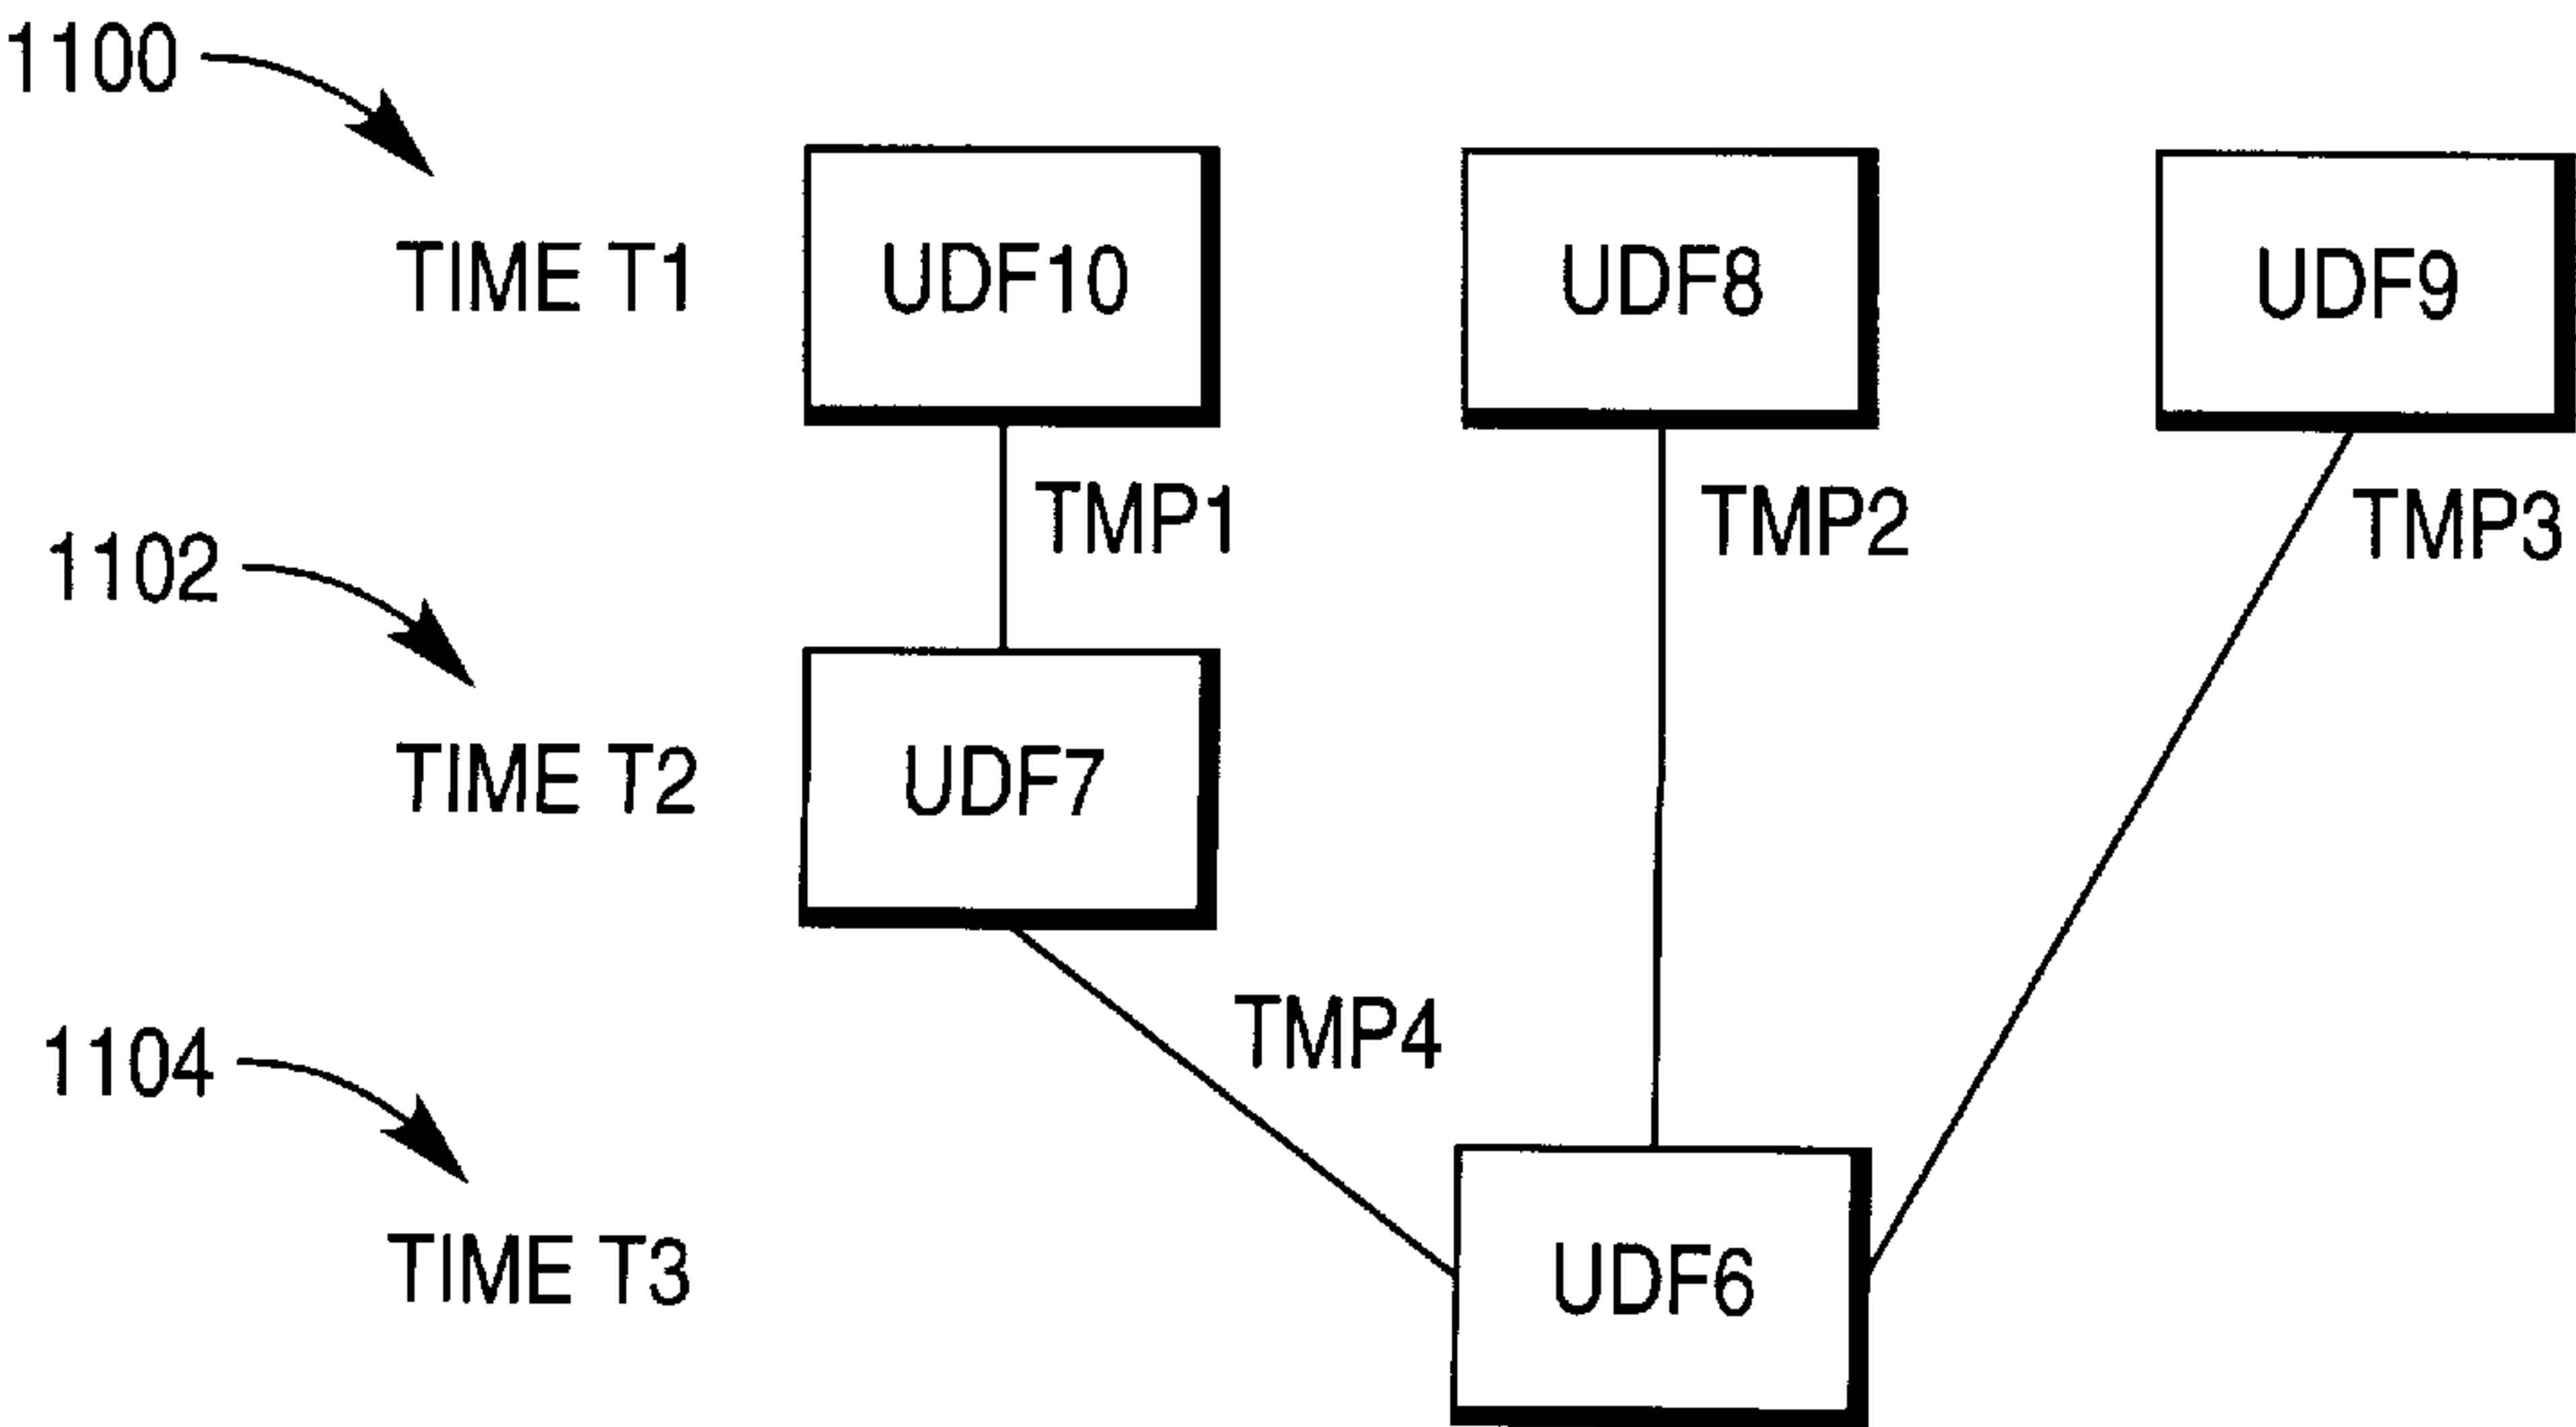 1100
TIME T1
UDF10
UDF8
UDF9
TMP1
TMP2
TMP3
1102
TIME T2
UDF7
TMP4
1104
TIME T3
UDF6